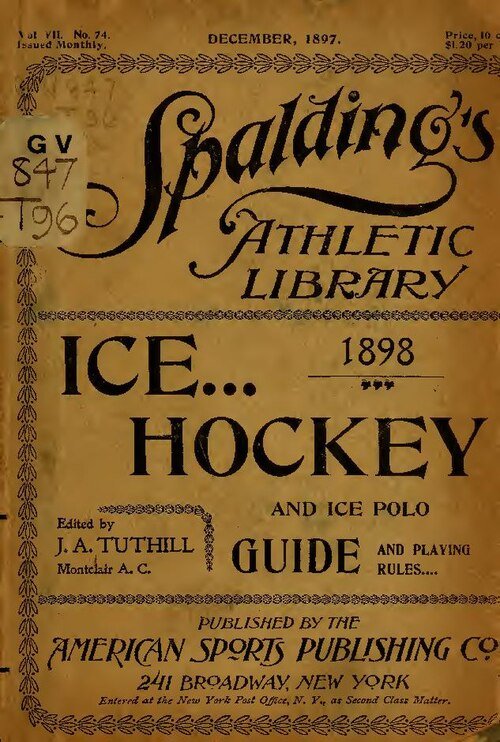 Vol VII. No. 74.
Issued Monthly.
DECEMBER, 1897.
Price, 10 c
$1.20 per
GV
847
T96
Spalding's
ATHLETIC
LIBRARY
ICE...
1898
HOCKEY
AND ICE POLO
Edited by
J. A. TUTHILL
Montclair A. C.
GUIDE
AND PLAYING
RULES....
PUBLISHED BY THE
AMERICAN SPORTS PUBLISHING CO
241 BROADWAY, NEW YORK
Entered at the New York Post Office, N. Y., as Second Class Matter.